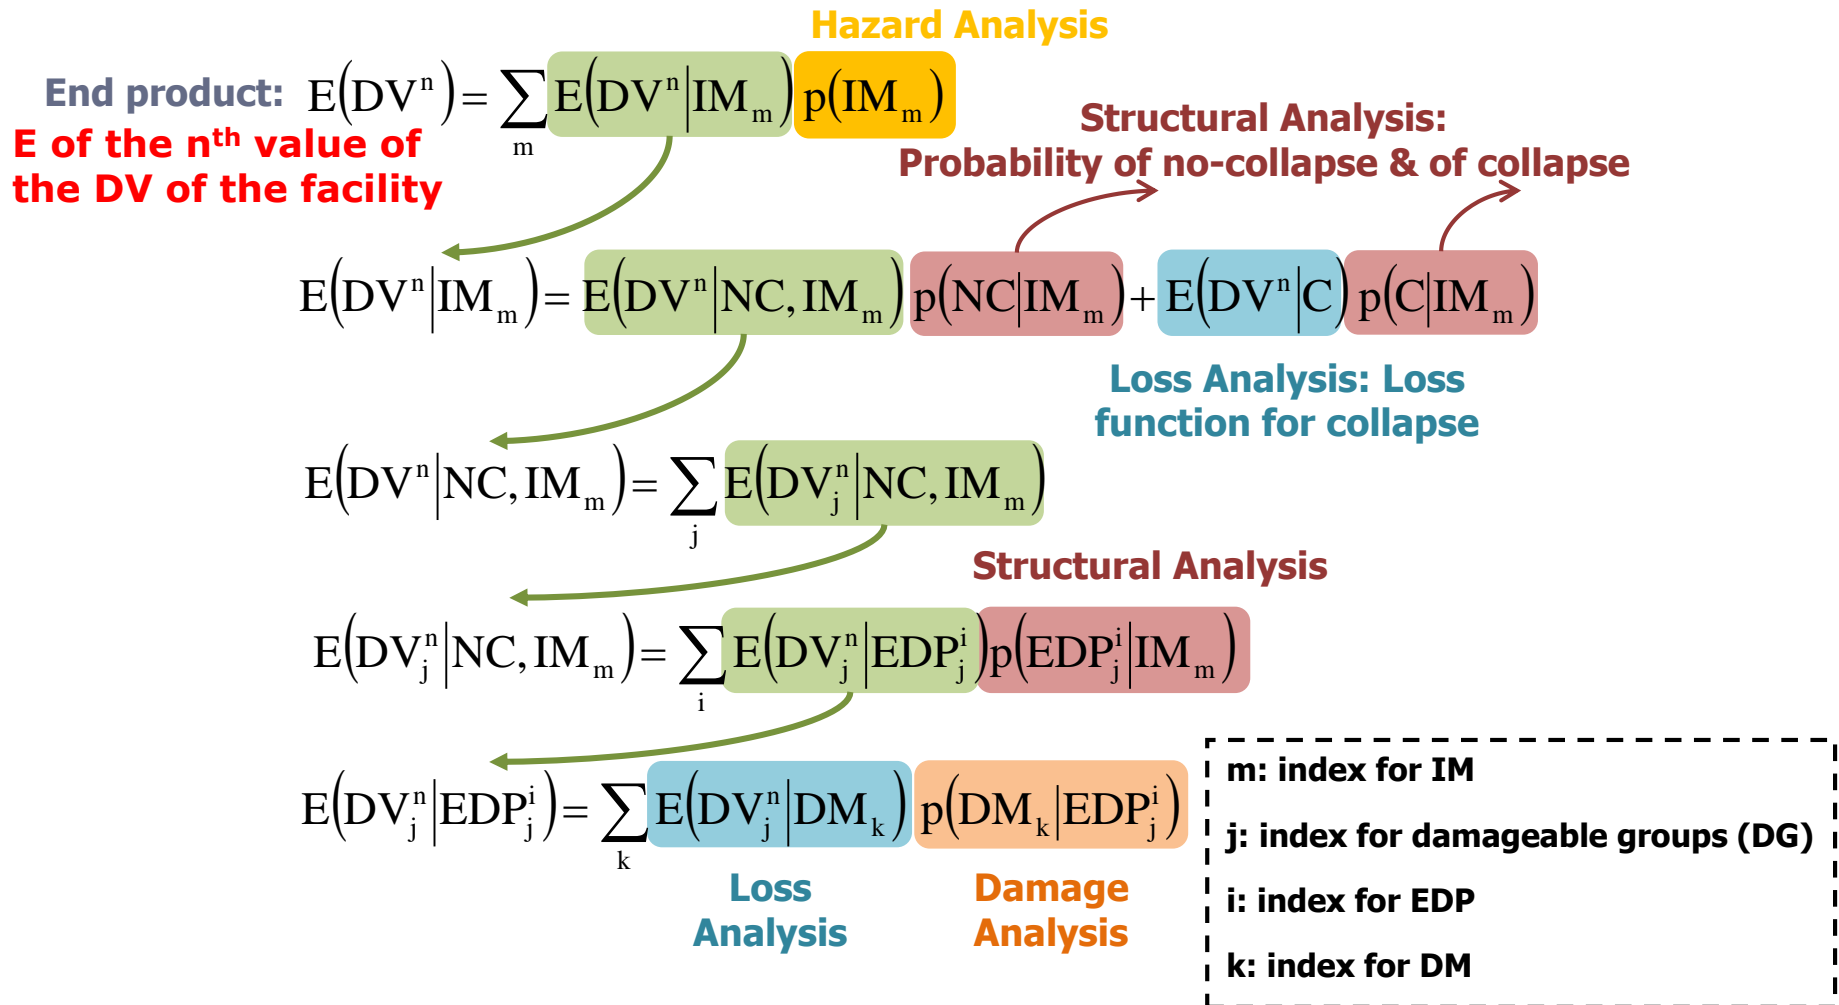 Hazard Analysis
End product: E(DVⁿ) = ∑ₘ E(DVⁿ|IMₘ) p(IMₘ)
E of the nᵗʰ value of
the DV of the facility
Structural Analysis:
Probability of no-collapse & of collapse
E(DVⁿ|IMₘ) = E(DVⁿ|NC, IMₘ) p(NC|IMₘ) + E(DVⁿ|C) p(C|IMₘ)
Loss Analysis: Loss
function for collapse
E(DVⁿ|NC, IMₘ) = ∑ⱼ E(DVⱼⁿ|NC, IMₘ)
Structural Analysis
E(DVⱼⁿ|NC, IMₘ) = ∑ᵢ E(DVⱼⁿ|EDPⱼⁱ) p(EDPⱼⁱ|IMₘ)
E(DVⱼⁿ|EDPⱼⁱ) = ∑ₖ E(DVⱼⁿ|DMₖ) p(DMₖ|EDPⱼⁱ)
Loss
Analysis
Damage
Analysis
m: index for IM
j: index for damageable groups (DG)
i: index for EDP
k: index for DM